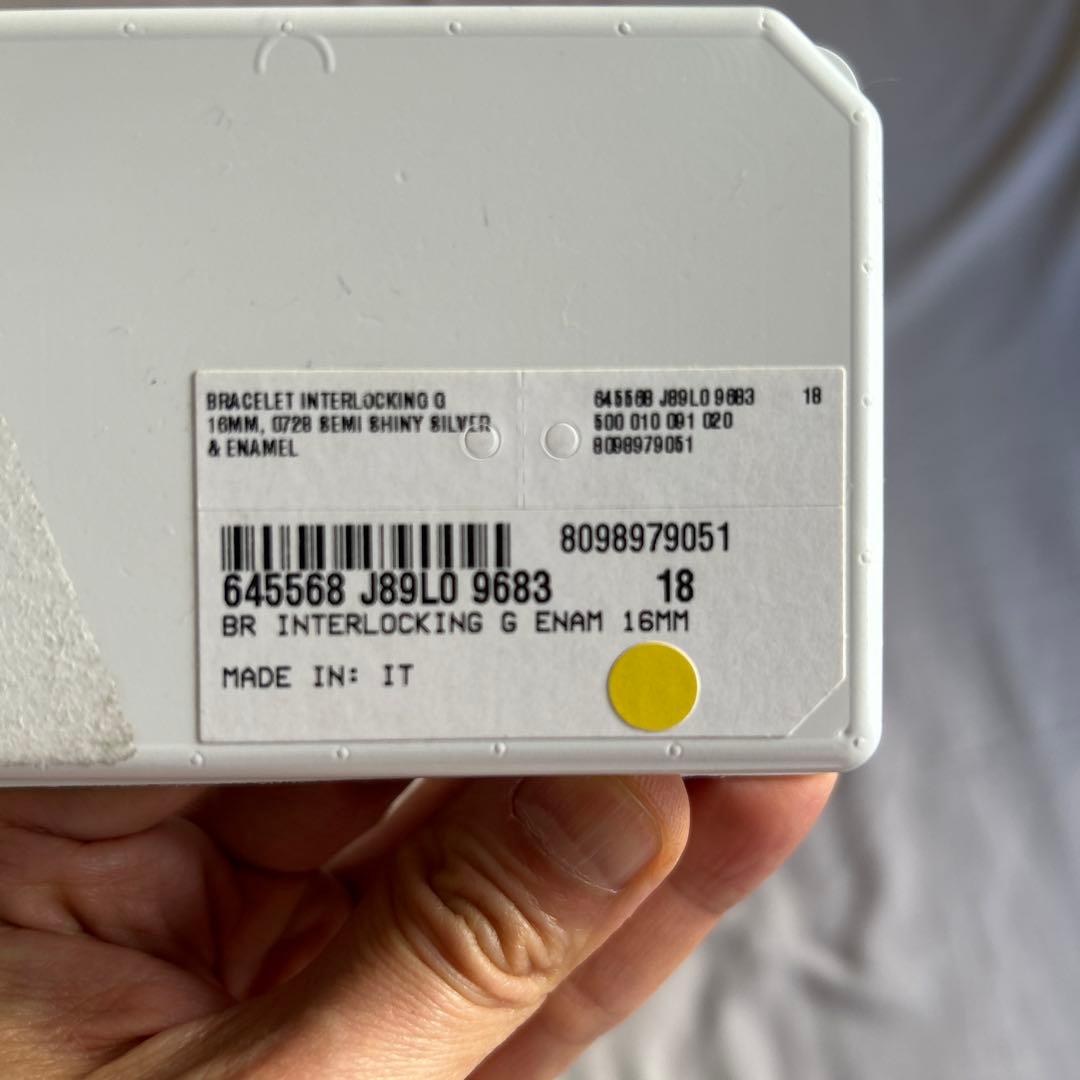 BRACELET INTERLOCKING G
16MM, 0728 SEMI SHINY SILVER
& ENAMEL
645568 J89L0 9683 18
500 010 091 020
8098979051
8098979051
645568 J89L0 9683 18
BR INTERLOCKING G ENAM 16MM
MADE IN: IT